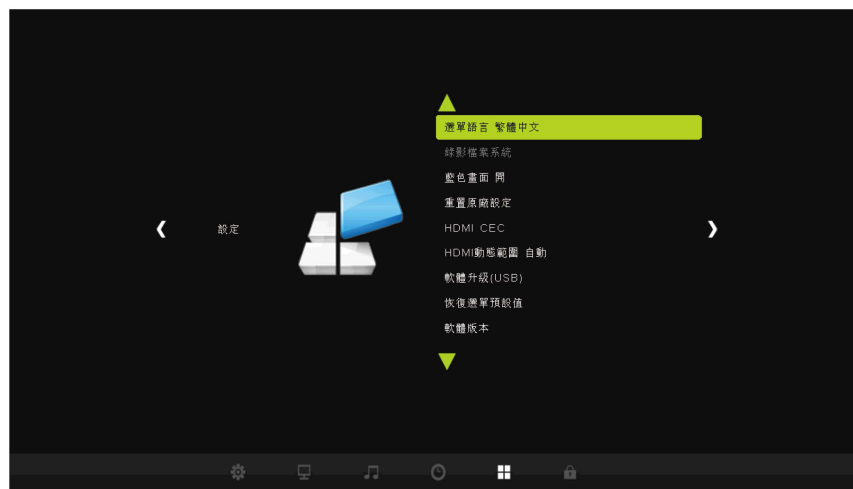 選單語言 繁體中文
錄影檔案系統
藍色畫面 開
重置原廠設定
設定
HDMI CEC
HDMI動態範圍 自動
軟體升級(USB)
恢復選單預設值
軟體版本